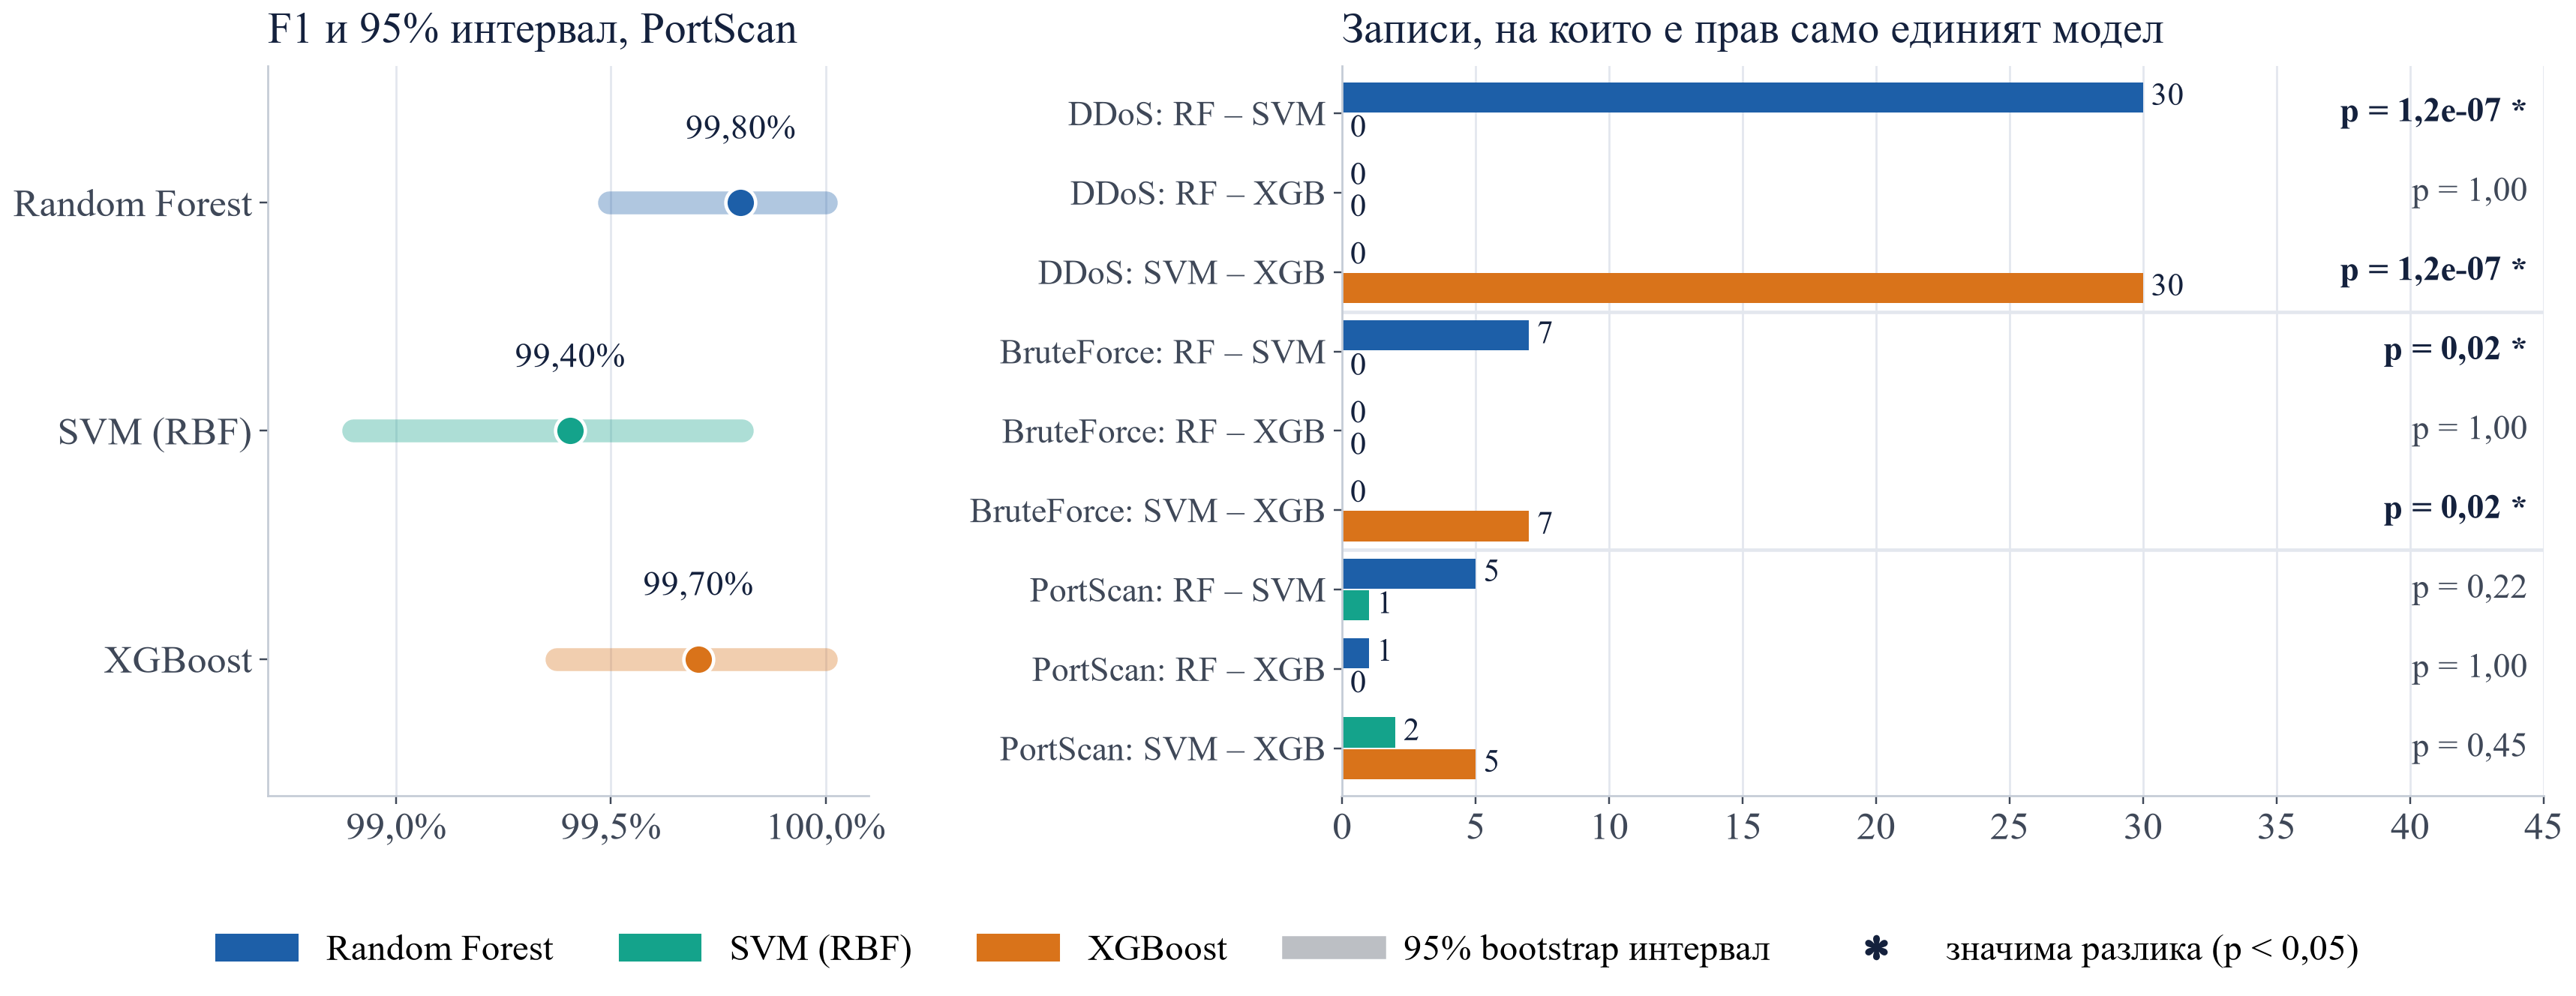 F1 и 95% интервал, PortScan
99,80%
Random Forest
99,40%
SVM (RBF)
99,70%
XGBoost
99,0% 99,5% 100,0%
Записи, на които е прав само единият модел
DDoS: RF – SVM 30 0 p = 1,2e-07 *
DDoS: RF – XGB 0 0 p = 1,00
DDoS: SVM – XGB 0 30 p = 1,2e-07 *
BruteForce: RF – SVM 7 0 p = 0,02 *
BruteForce: RF – XGB 0 0 p = 1,00
BruteForce: SVM – XGB 0 7 p = 0,02 *
PortScan: RF – SVM 5 1 p = 0,22
PortScan: RF – XGB 1 0 p = 1,00
PortScan: SVM – XGB 2 5 p = 0,45
0 5 10 15 20 25 30 35 40 45
Random Forest SVM (RBF) XGBoost 95% bootstrap интервал * значима разлика (p < 0,05)